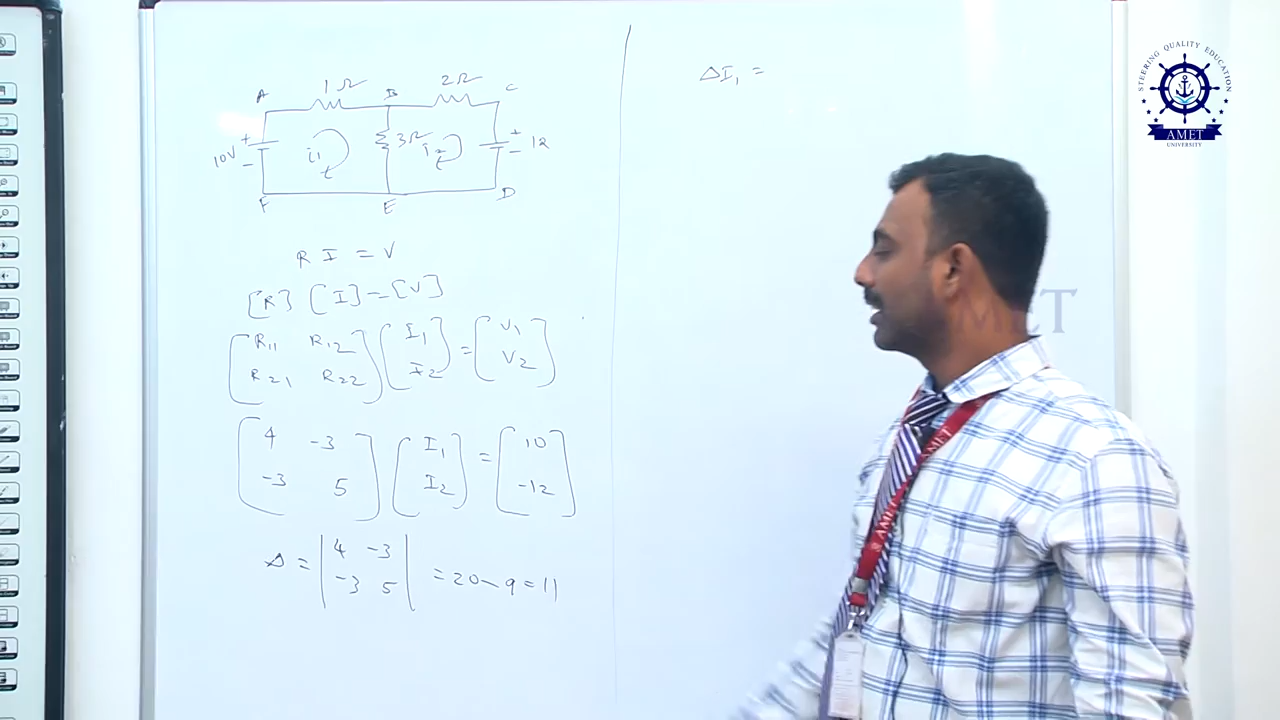 A 1Ω B 2Ω C
10V + − i1 3Ω i2 + − 12
F E D
R I = V
[R] [I] = [V]
[R11 R12] [I1] = [V1]
[R21 R22] [I2] [V2]
[4 -3] [I1] = [10]
[-3 5] [I2] [-12]
Δ = |4 -3|
|-3 5| = 20 - 9 = 11
ΔI1 =
STEERING QUALITY EDUCATION
AMET
UNIVERSITY
AMET